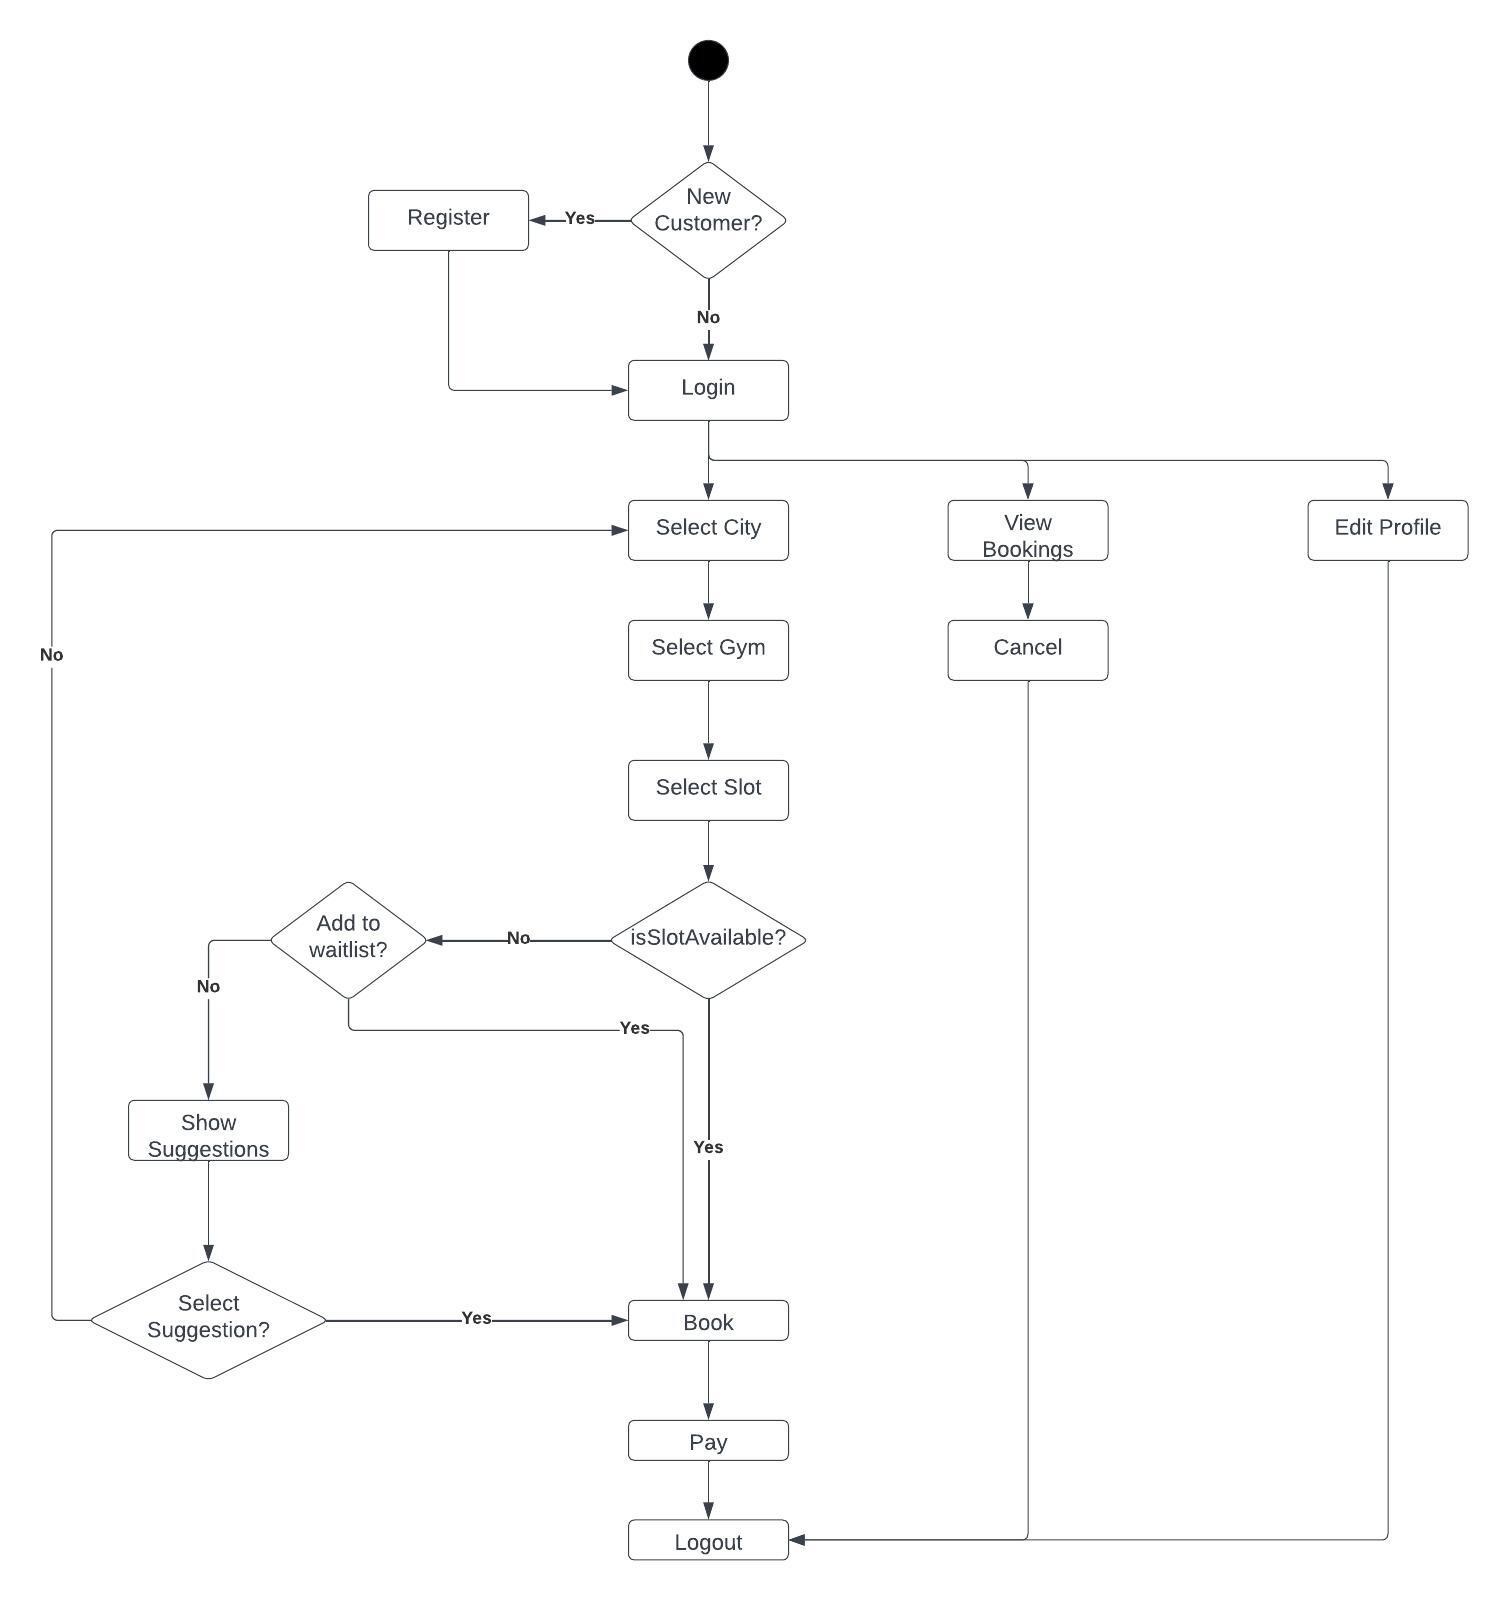 New
Customer?
Yes
Register
No
Login
Select City
View
Bookings
Edit Profile
No
Select Gym
Cancel
Select Slot
Add to
waitlist?
No
isSlotAvailable?
No
Yes
Show
Suggestions
Yes
Select
Suggestion?
Yes
Book
Pay
Logout